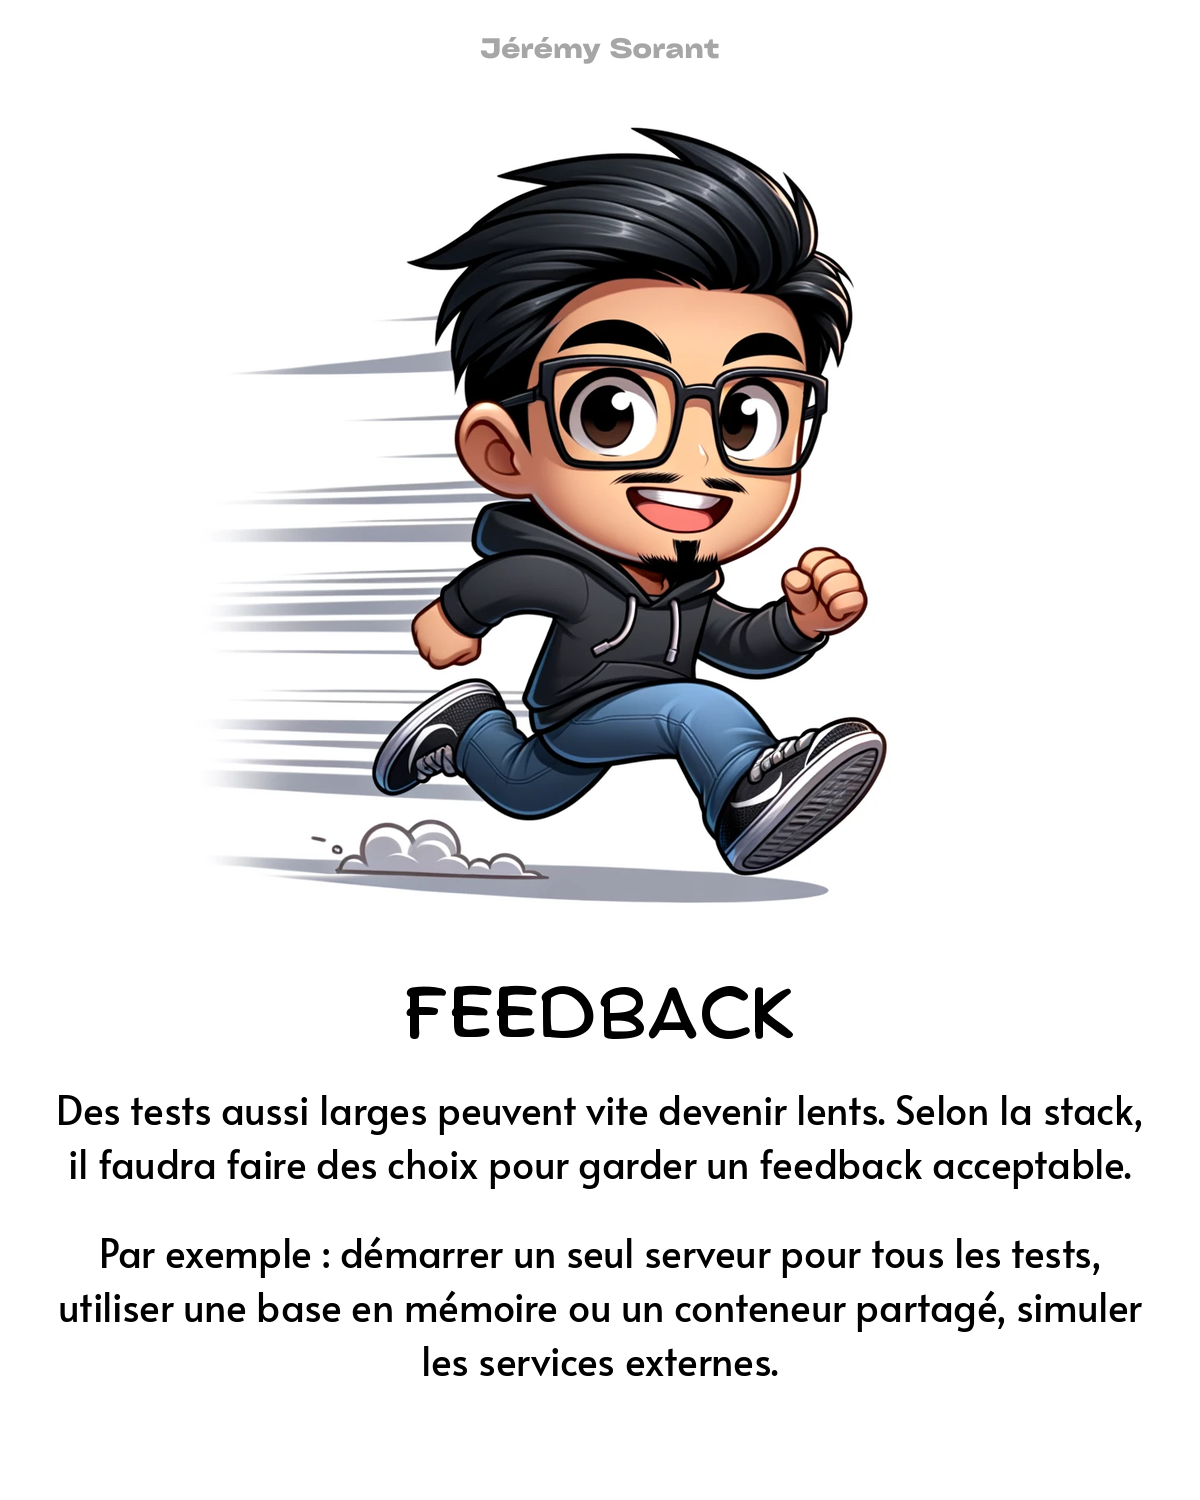 Jérémy Sorant
FEEDBACK
Des tests aussi larges peuvent vite devenir lents. Selon la stack,
il faudra faire des choix pour garder un feedback acceptable.
Par exemple : démarrer un seul serveur pour tous les tests,
utiliser une base en mémoire ou un conteneur partagé, simuler
les services externes.